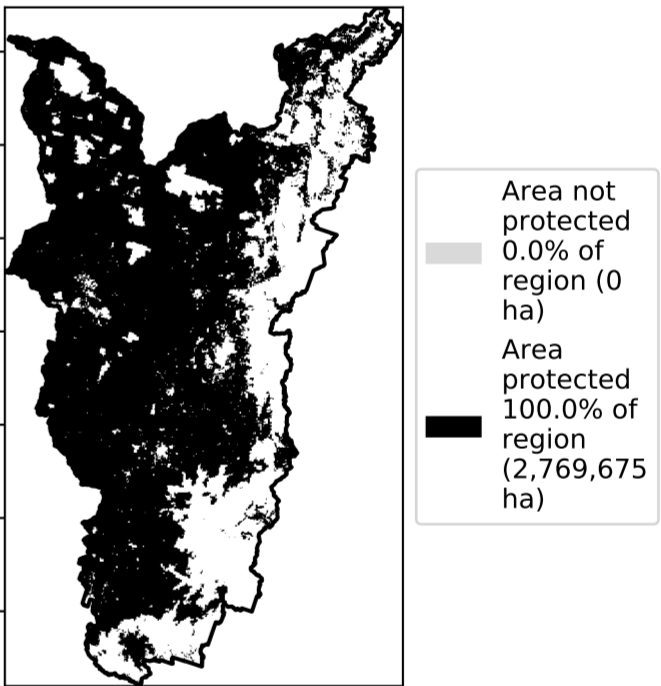 Area not
protected
0.0% of
region (0
ha)
Area
protected
100.0% of
region
(2,769,675
ha)